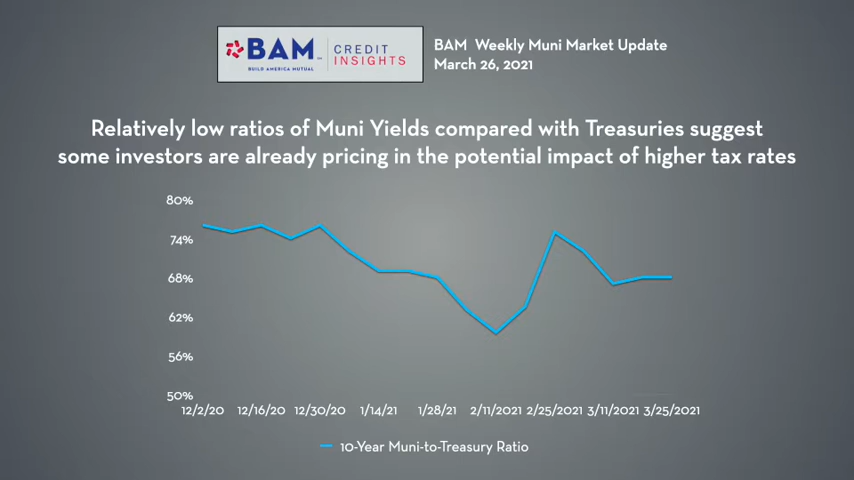 BAM
BUILD AMERICA MUTUAL
CREDIT
INSIGHTS
BAM Weekly Muni Market Update
March 26, 2021
Relatively low ratios of Muni Yields compared with Treasuries suggest
some investors are already pricing in the potential impact of higher tax rates
80%
74%
68%
62%
56%
50%
12/2/20 12/16/20 12/30/20 1/14/21 1/28/21 2/11/2021 2/25/2021 3/11/2021 3/25/2021
10-Year Muni-to-Treasury Ratio